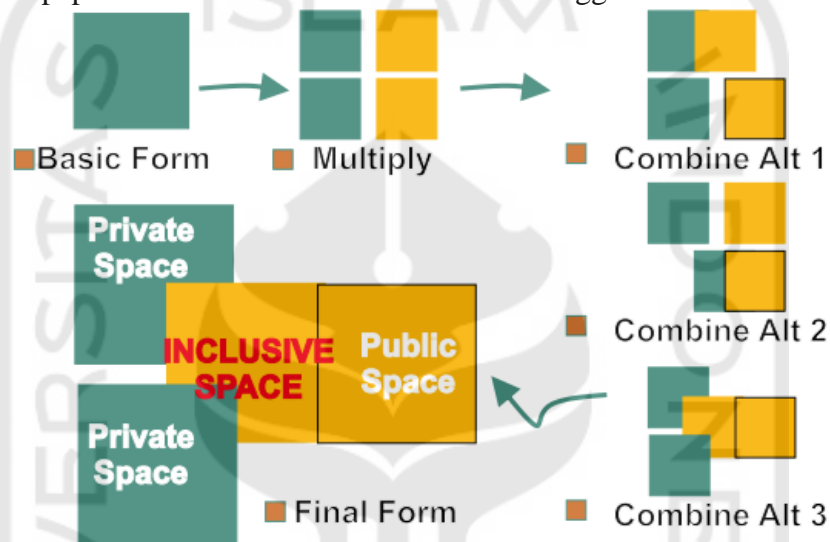 ISLAM
Basic Form
Multiply
Combine Alt 1
Private
Space
INCLUSIVE
SPACE
Public
Space
Combine Alt 2
Private
Space
Final Form
Combine Alt 3